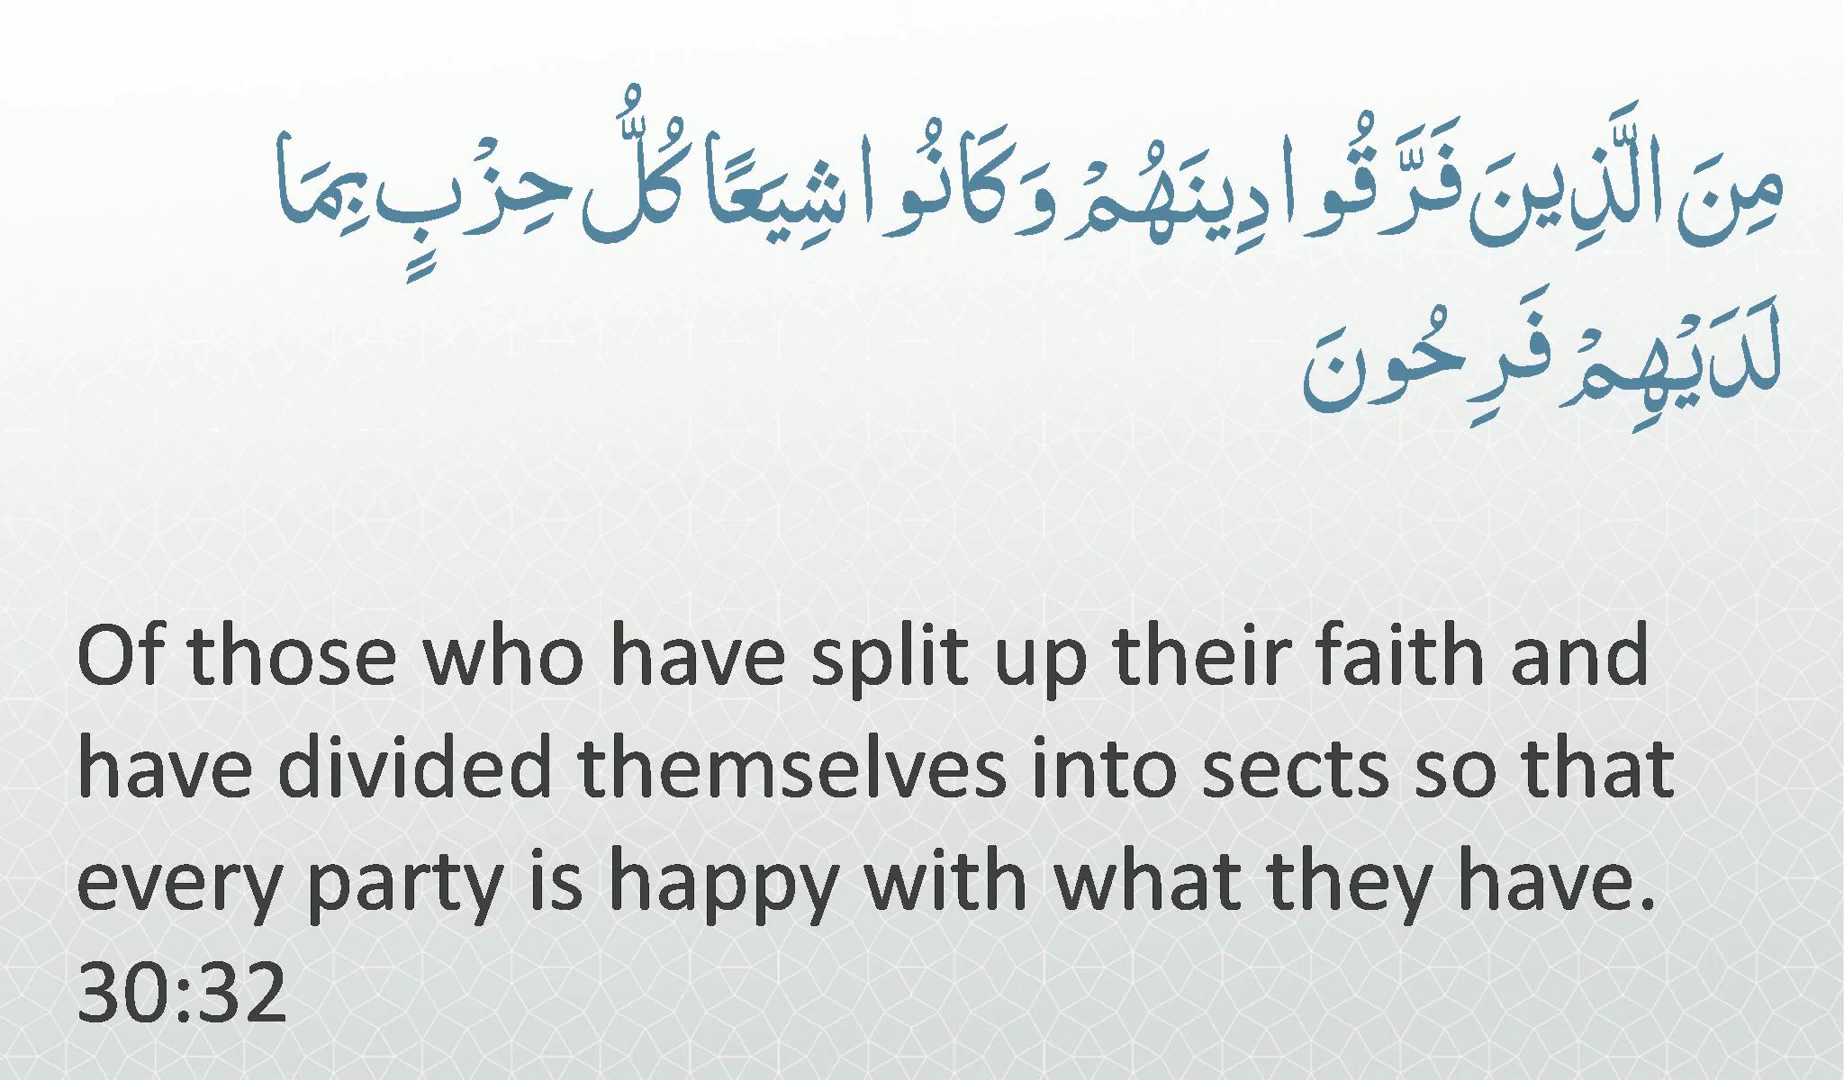 مِنَ الَّذِينَ فَرَّقُوا دِينَهُمْ وَكَانُوا شِيَعًا كُلُّ حِزْبٍ بِمَا
لَدَيْهِمْ فَرِحُونَ
Of those who have split up their faith and
have divided themselves into sects so that
every party is happy with what they have.
30:32